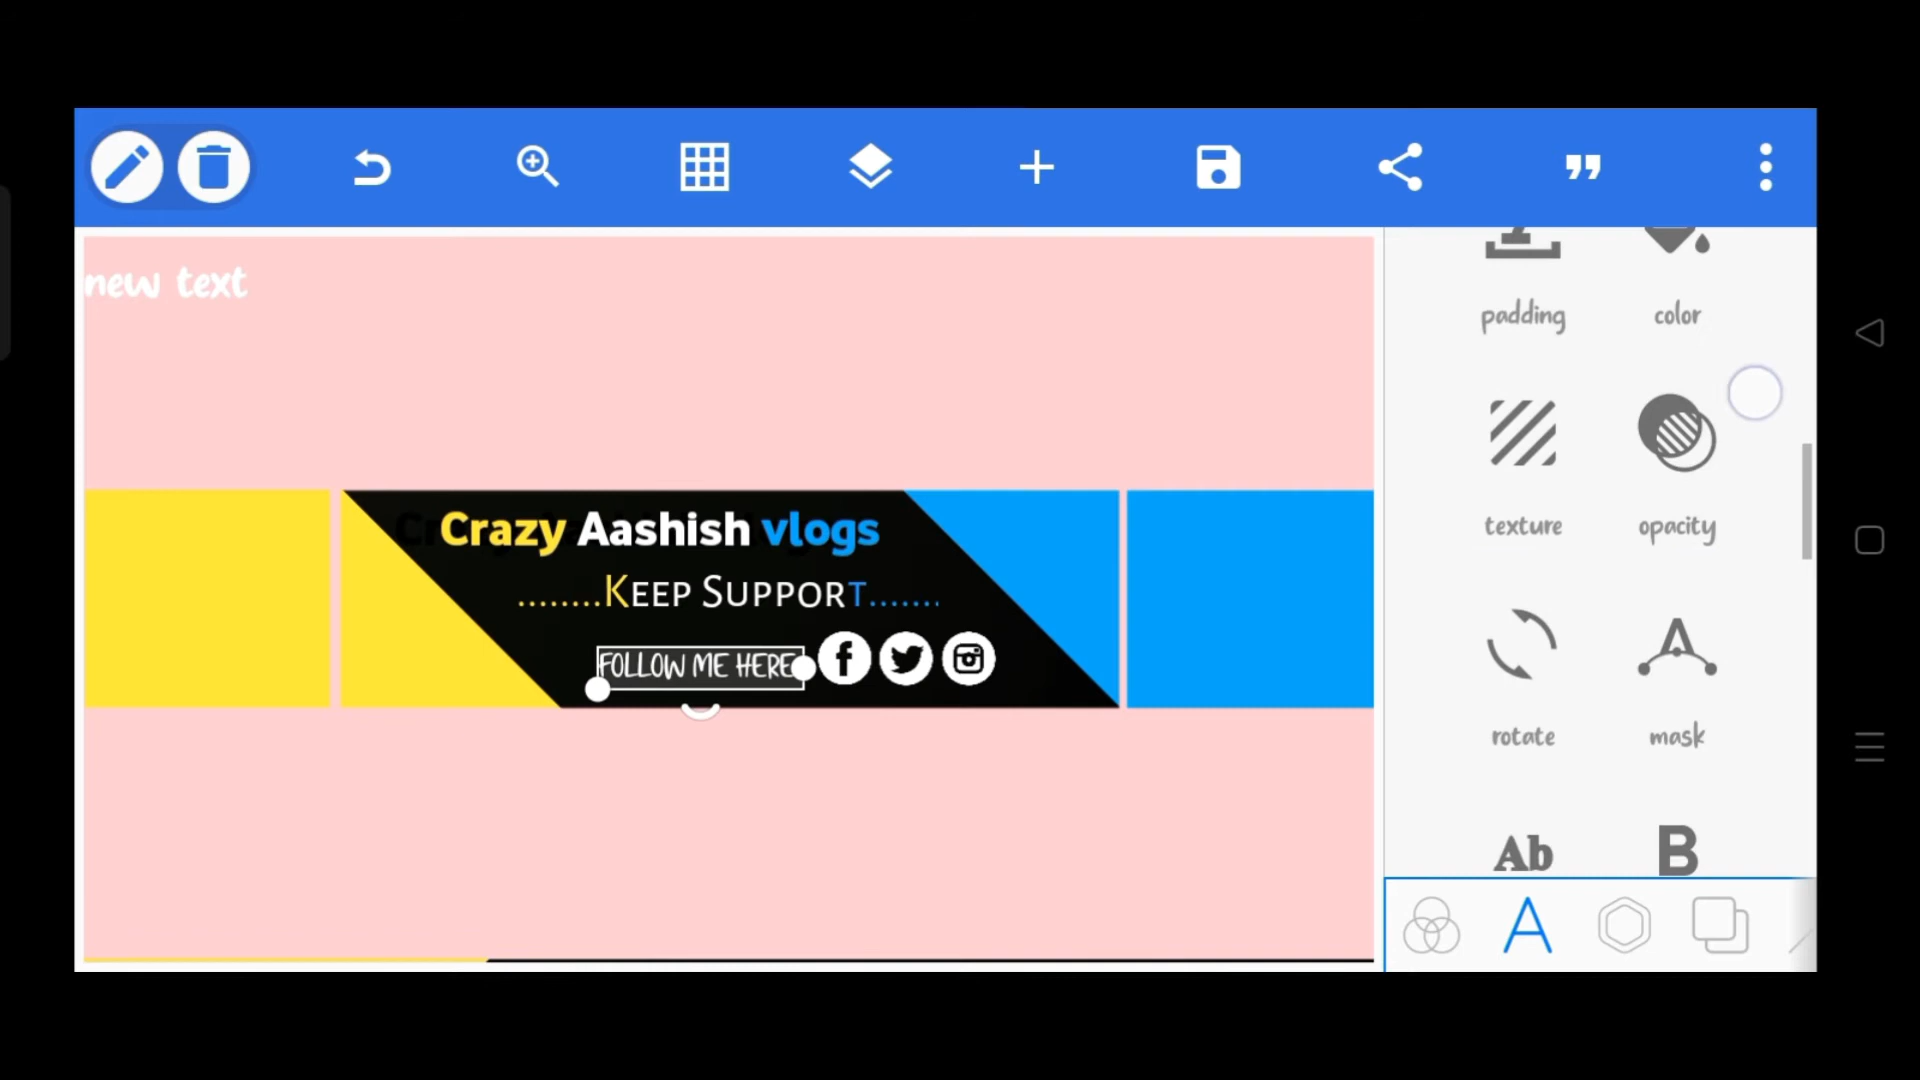 new text
Crazy Aashish vlogs
........KEEP SUPPORT.......
FOLLOW ME HERE
padding
color
texture
opacity
rotate
mask
Ab
B
A